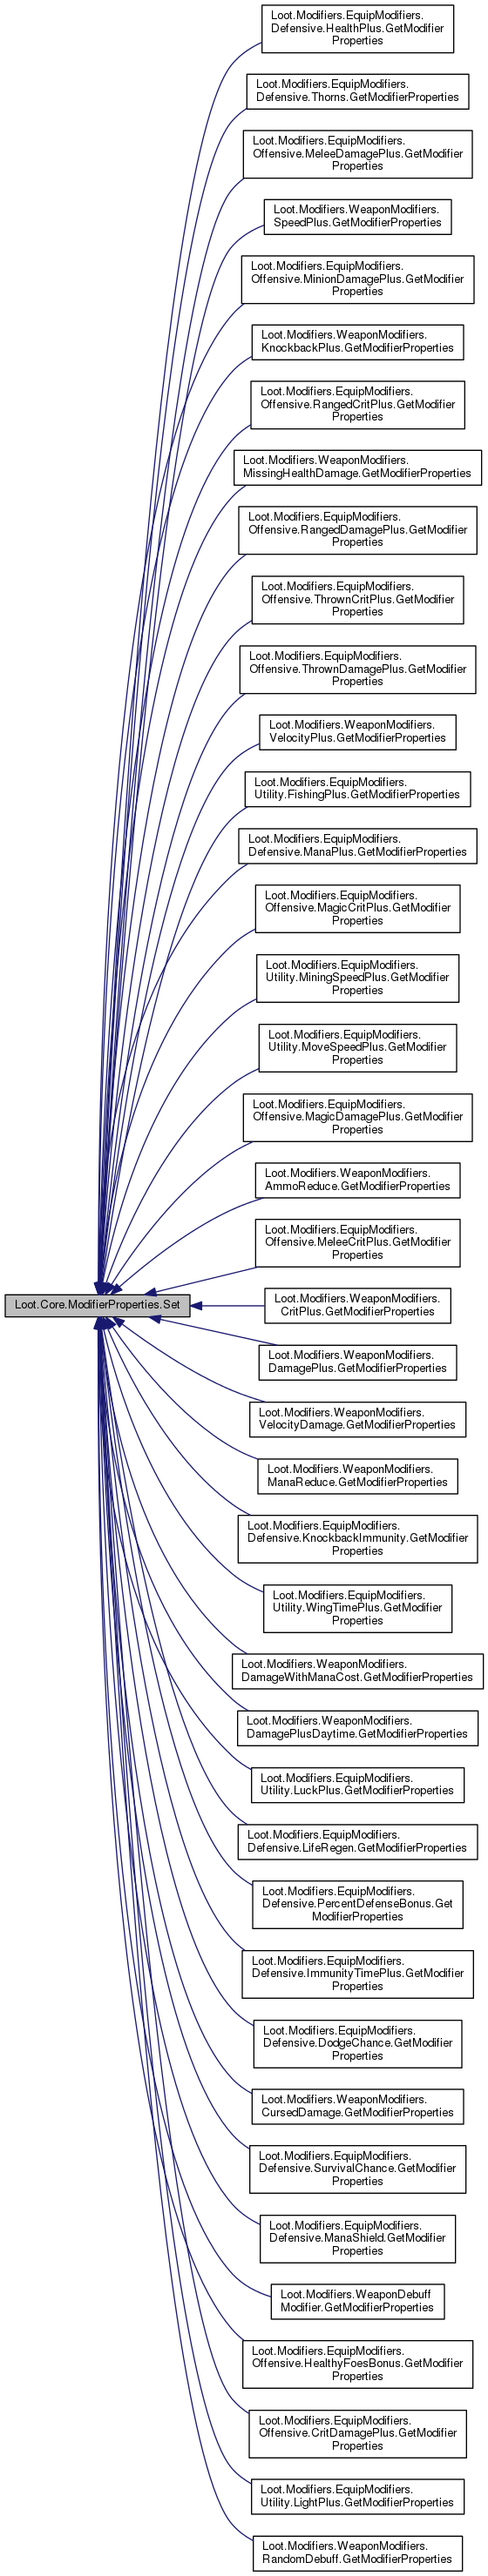 Loot.Modifiers.EquipModifiers.
Defensive.HealthPlus.GetModifier
Properties
Loot.Modifiers.EquipModifiers.
Defensive.Thorns.GetModifierProperties
Loot.Modifiers.EquipModifiers.
Offensive.MeleeDamagePlus.GetModifier
Properties
Loot.Modifiers.WeaponModifiers.
SpeedPlus.GetModifierProperties
Loot.Modifiers.EquipModifiers.
Offensive.MinionDamagePlus.GetModifier
Properties
Loot.Modifiers.WeaponModifiers.
KnockbackPlus.GetModifierProperties
Loot.Modifiers.EquipModifiers.
Offensive.RangedCritPlus.GetModifier
Properties
Loot.Modifiers.WeaponModifiers.
MissingHealthDamage.GetModifierProperties
Loot.Modifiers.EquipModifiers.
Offensive.RangedDamagePlus.GetModifier
Properties
Loot.Modifiers.EquipModifiers.
Offensive.ThrownCritPlus.GetModifier
Properties
Loot.Modifiers.EquipModifiers.
Offensive.ThrownDamagePlus.GetModifier
Properties
Loot.Modifiers.WeaponModifiers.
VelocityPlus.GetModifierProperties
Loot.Modifiers.EquipModifiers.
Utility.FishingPlus.GetModifierProperties
Loot.Modifiers.EquipModifiers.
Defensive.ManaPlus.GetModifierProperties
Loot.Modifiers.EquipModifiers.
Offensive.MagicCritPlus.GetModifier
Properties
Loot.Modifiers.EquipModifiers.
Utility.MiningSpeedPlus.GetModifier
Properties
Loot.Modifiers.EquipModifiers.
Utility.MoveSpeedPlus.GetModifier
Properties
Loot.Modifiers.EquipModifiers.
Offensive.MagicDamagePlus.GetModifier
Properties
Loot.Modifiers.WeaponModifiers.
AmmoReduce.GetModifierProperties
Loot.Modifiers.EquipModifiers.
Offensive.MeleeCritPlus.GetModifier
Properties
Loot.Core.ModifierProperties.Set
Loot.Modifiers.WeaponModifiers.
CritPlus.GetModifierProperties
Loot.Modifiers.WeaponModifiers.
DamagePlus.GetModifierProperties
Loot.Modifiers.WeaponModifiers.
VelocityDamage.GetModifierProperties
Loot.Modifiers.WeaponModifiers.
ManaReduce.GetModifierProperties
Loot.Modifiers.EquipModifiers.
Defensive.KnockbackImmunity.GetModifier
Properties
Loot.Modifiers.EquipModifiers.
Utility.WingTimePlus.GetModifier
Properties
Loot.Modifiers.WeaponModifiers.
DamageWithManaCost.GetModifierProperties
Loot.Modifiers.WeaponModifiers.
DamagePlusDaytime.GetModifierProperties
Loot.Modifiers.EquipModifiers.
Utility.LuckPlus.GetModifierProperties
Loot.Modifiers.EquipModifiers.
Defensive.LifeRegen.GetModifierProperties
Loot.Modifiers.EquipModifiers.
Defensive.PercentDefenseBonus.Get
ModifierProperties
Loot.Modifiers.EquipModifiers.
Defensive.ImmunityTimePlus.GetModifier
Properties
Loot.Modifiers.EquipModifiers.
Defensive.DodgeChance.GetModifier
Properties
Loot.Modifiers.WeaponModifiers.
CursedDamage.GetModifierProperties
Loot.Modifiers.EquipModifiers.
Defensive.SurvivalChance.GetModifier
Properties
Loot.Modifiers.EquipModifiers.
Defensive.ManaShield.GetModifier
Properties
Loot.Modifiers.WeaponDebuff
Modifier.GetModifierProperties
Loot.Modifiers.EquipModifiers.
Offensive.HealthyFoesBonus.GetModifier
Properties
Loot.Modifiers.EquipModifiers.
Offensive.CritDamagePlus.GetModifier
Properties
Loot.Modifiers.EquipModifiers.
Utility.LightPlus.GetModifierProperties
Loot.Modifiers.WeaponModifiers.
RandomDebuff.GetModifierProperties